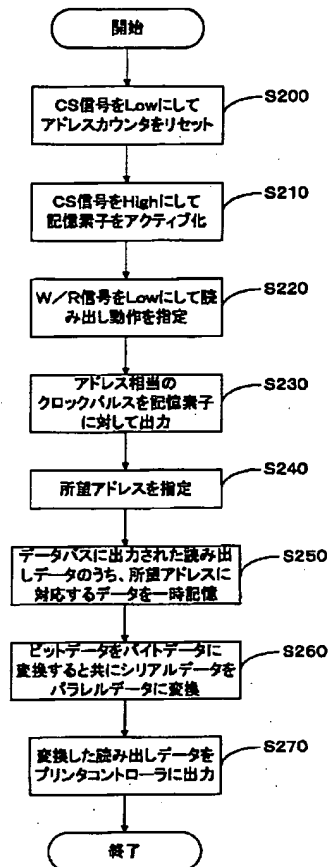 開始
CS信号をLowにして
アドレスカウンタをリセット
S200
CS信号をHighにして
記憶素子をアクティブ化
S210
W/R信号をLowにして読
み出し動作を指定
S220
アドレス相当の
クロックパルスを記憶素子
に対して出力
S230
所望アドレスを指定
S240
データバスに出力された読み出
しデータのうち、所望アドレスに
対応するデータを一時記憶
S250
ビットデータをバイトデータに
変換すると共にシリアルデータを
パラレルデータに変換
S260
変換した読み出しデータを
プリンタコントローラに出力
S270
終了